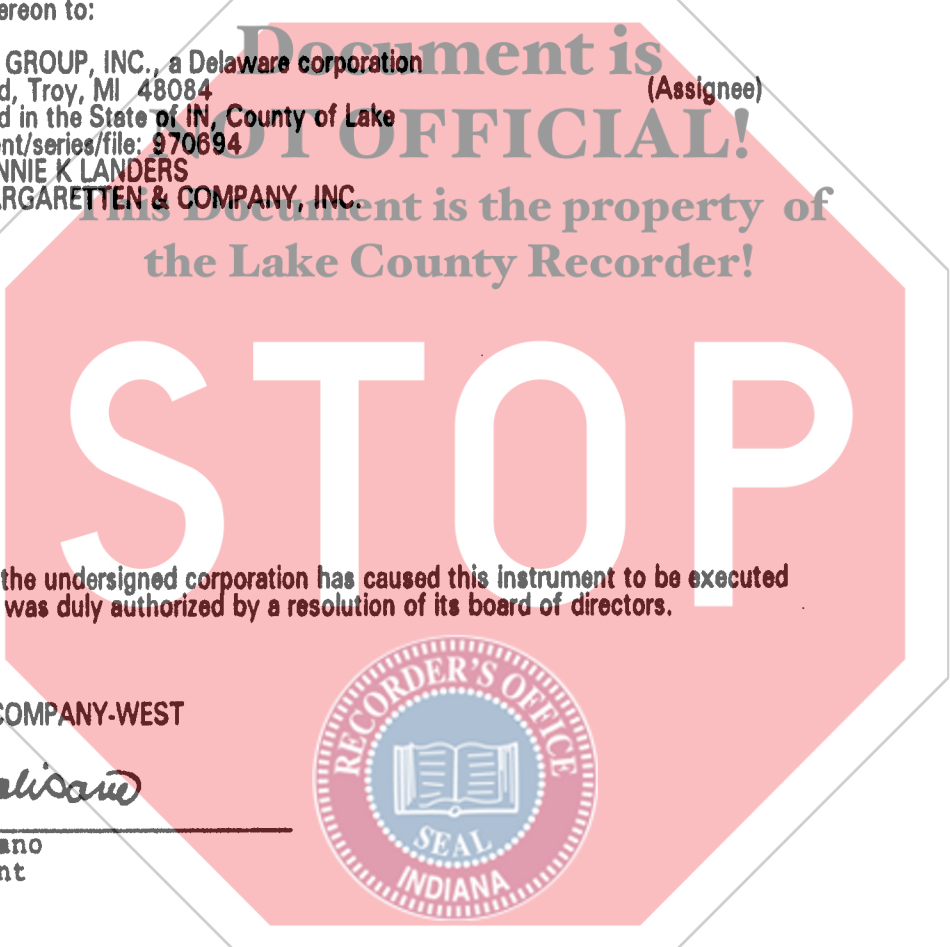 ereon to:
Document is
GROUP, INC., a Delaware corporation
d, Troy, MI 48084 (Assignee)
d in the State of IN, County of Lake
NOT OFFICIAL!
nt/series/file: 970694
NNIE K LANDERS
RGARETTEN & COMPANY, INC.
This Document is the property of
the Lake County Recorder!
STOP
the undersigned corporation has caused this instrument to be executed
was duly authorized by a resolution of its board of directors.
COMPANY-WEST
RECORDER'S OFFICE
SEAL
INDIANA
ano
nt